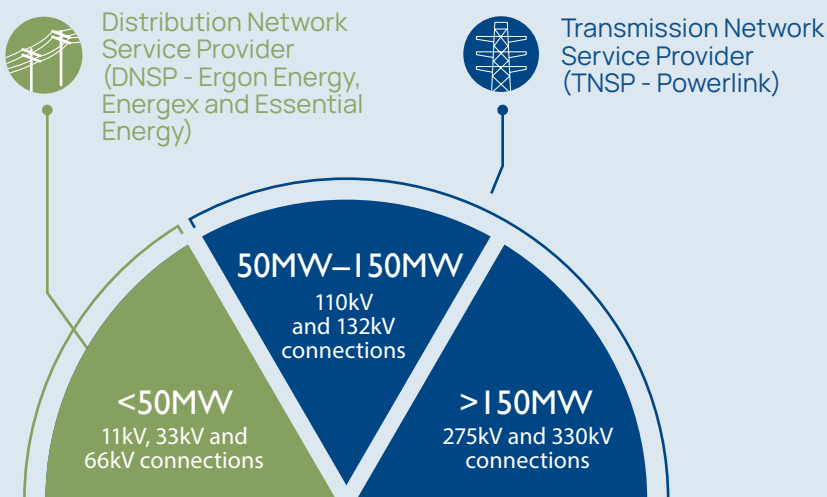 Distribution Network
Service Provider
(DNSP - Ergon Energy,
Energex and Essential
Energy)
Transmission Network
Service Provider
(TNSP - Powerlink)
50MW–150MW
110kV
and 132kV
connections
<50MW
11kV, 33kV and
66kV connections
>150MW
275kV and 330kV
connections